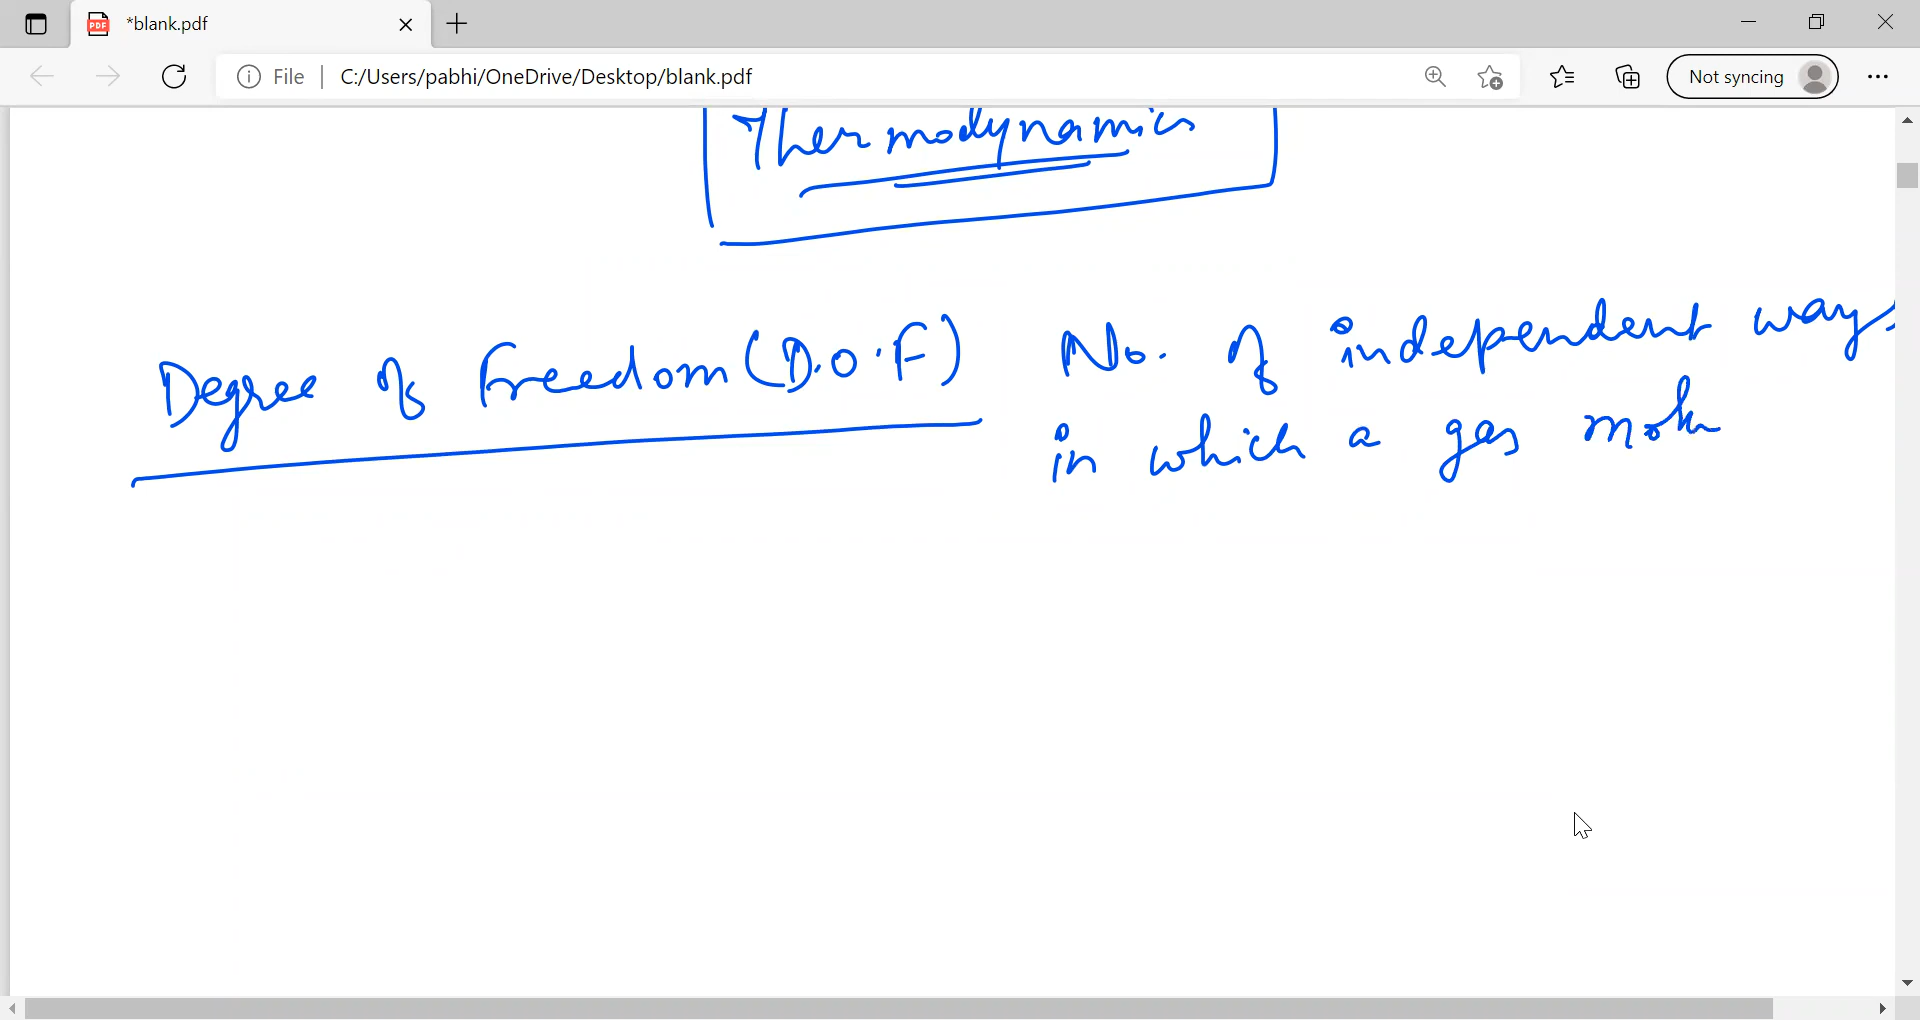 *blank.pdf
File | C:/Users/pabhi/OneDrive/Desktop/blank.pdf
Not syncing
Thermodynamics
Degree of freedom (D.O.F) No. of independent ways
in which a gas